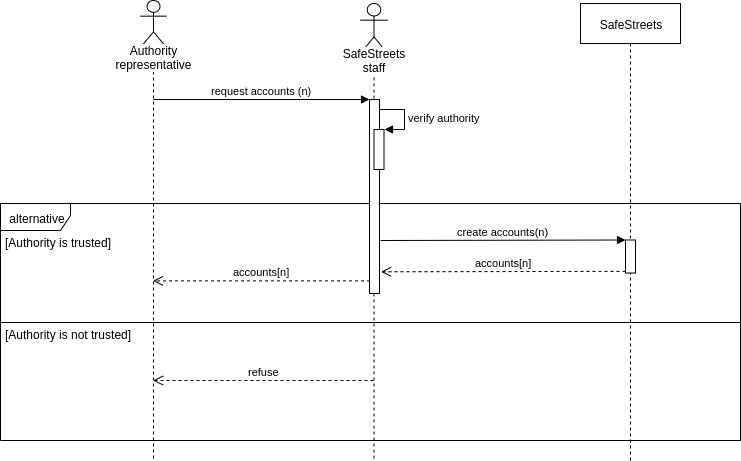 Authority
representative
SafeStreets
staff
SafeStreets
request accounts (n)
verify authority
alternative
[Authority is trusted]
create accounts(n)
accounts[n]
accounts[n]
[Authority is not trusted]
refuse